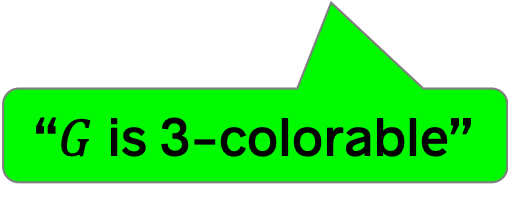 “𝐺 is 3-colorable”